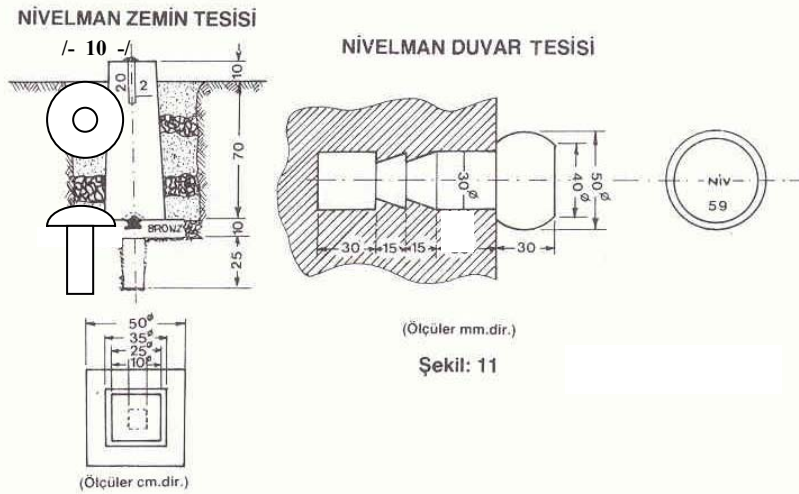 NİVELMAN ZEMİN TESİSİ
/- 10 -/
10
20
2
70
BRONZ
10
25
50ø
35ø
25ø
10ø
(Ölçüler cm.dir.)
NİVELMAN DUVAR TESİSİ
30ø
40ø
50ø
30
15
15
30
NİV
59
(Ölçüler mm.dir.)
Şekil: 11